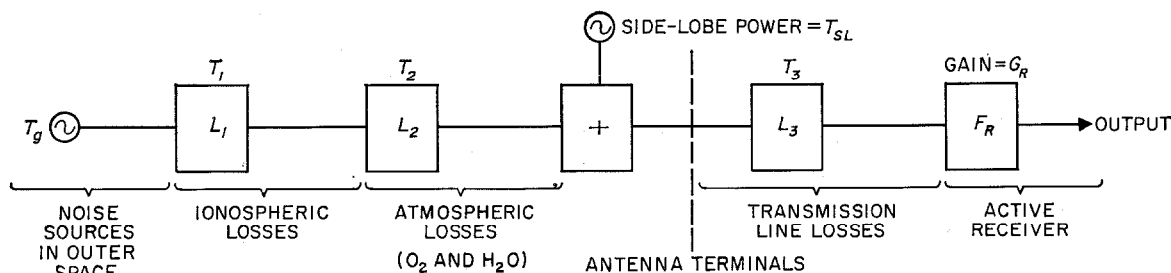 SIDE-LOBE POWER = T_SL
T_1
T_2
T_3
GAIN = G_R
T_g
L_1
L_2
+
L_3
F_R
OUTPUT
NOISE
SOURCES
IN OUTER
SPACE
IONOSPHERIC
LOSSES
ATMOSPHERIC
LOSSES
(O_2 AND H_2O)
ANTENNA TERMINALS
TRANSMISSION
LINE LOSSES
ACTIVE
RECEIVER